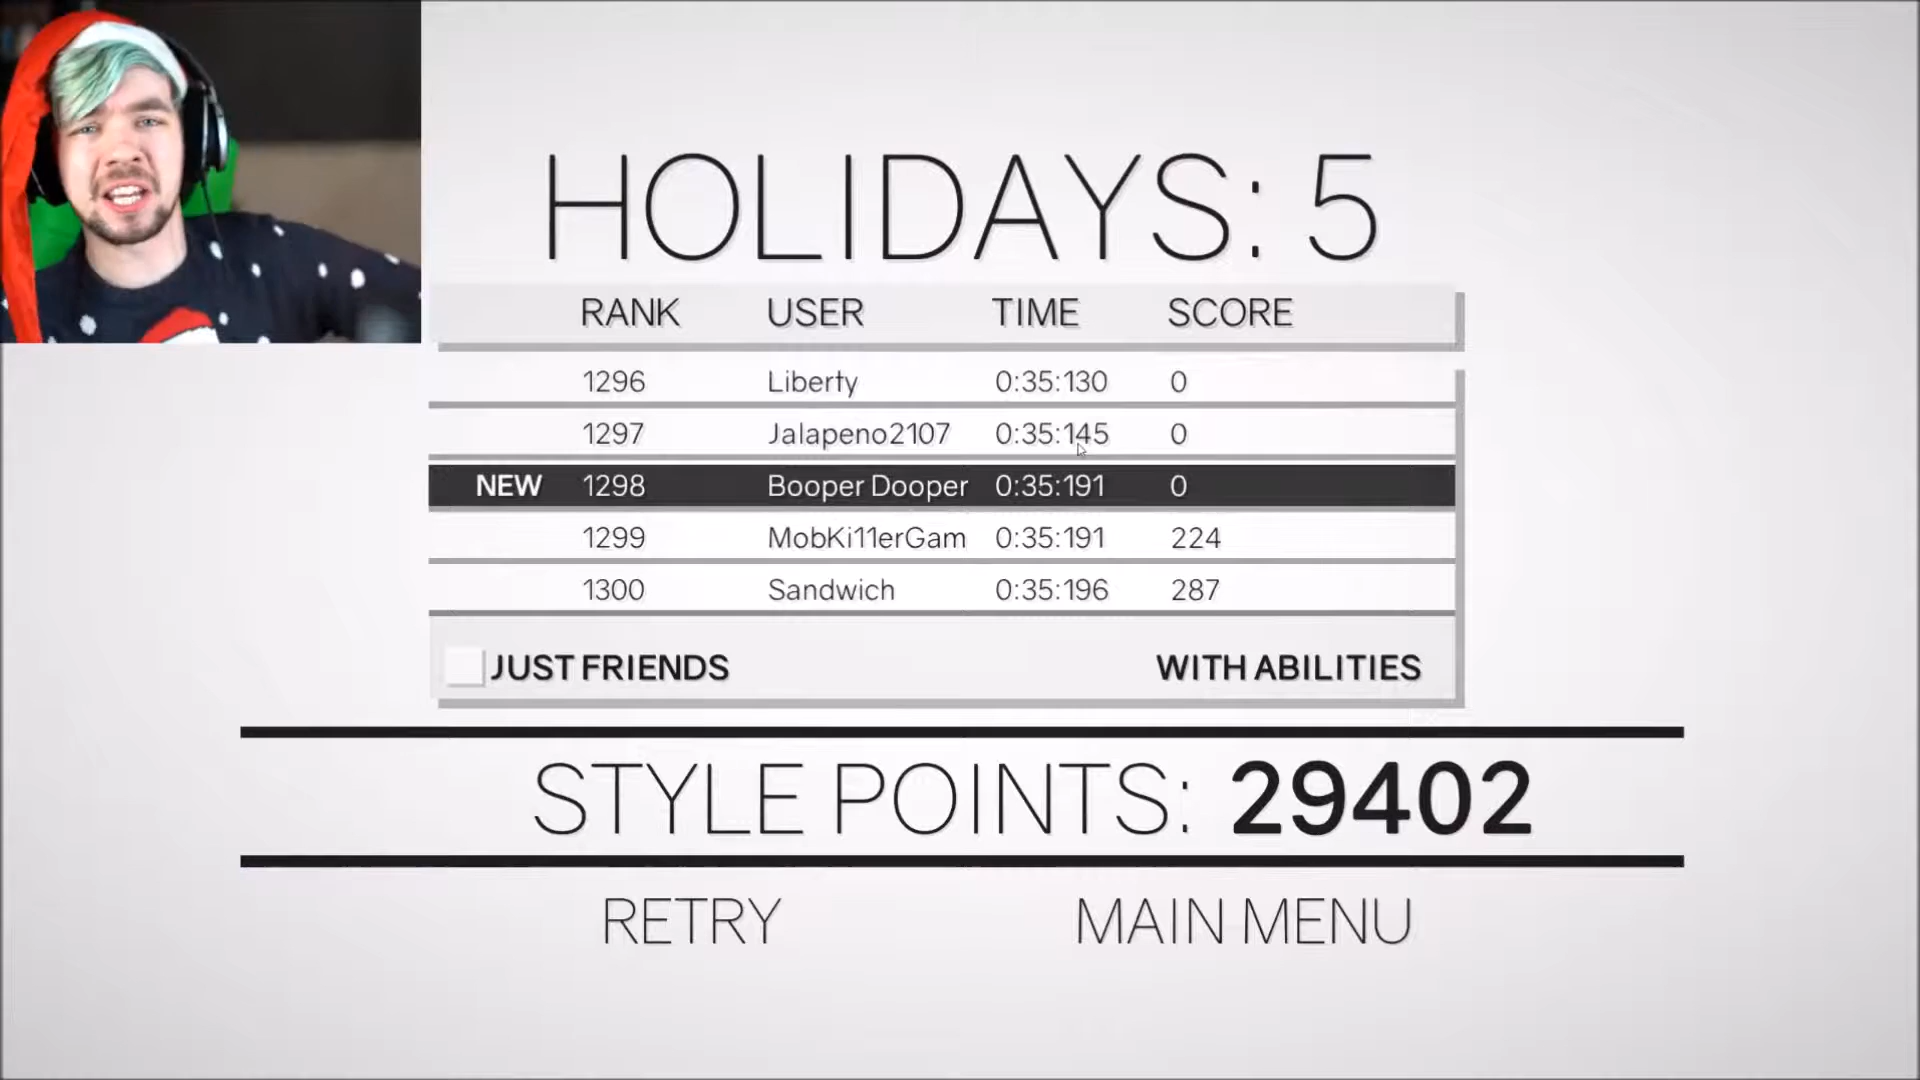 HOLIDAYS: 5
RANK USER TIME SCORE
1296 Liberty 0:35:130 0
1297 Jalapeno2107 0:35:145 0
NEW 1298 Booper Dooper 0:35:191 0
1299 MobKi11erGam 0:35:191 224
1300 Sandwich 0:35:196 287
JUST FRIENDS WITH ABILITIES
STYLE POINTS: 29402
RETRY MAIN MENU